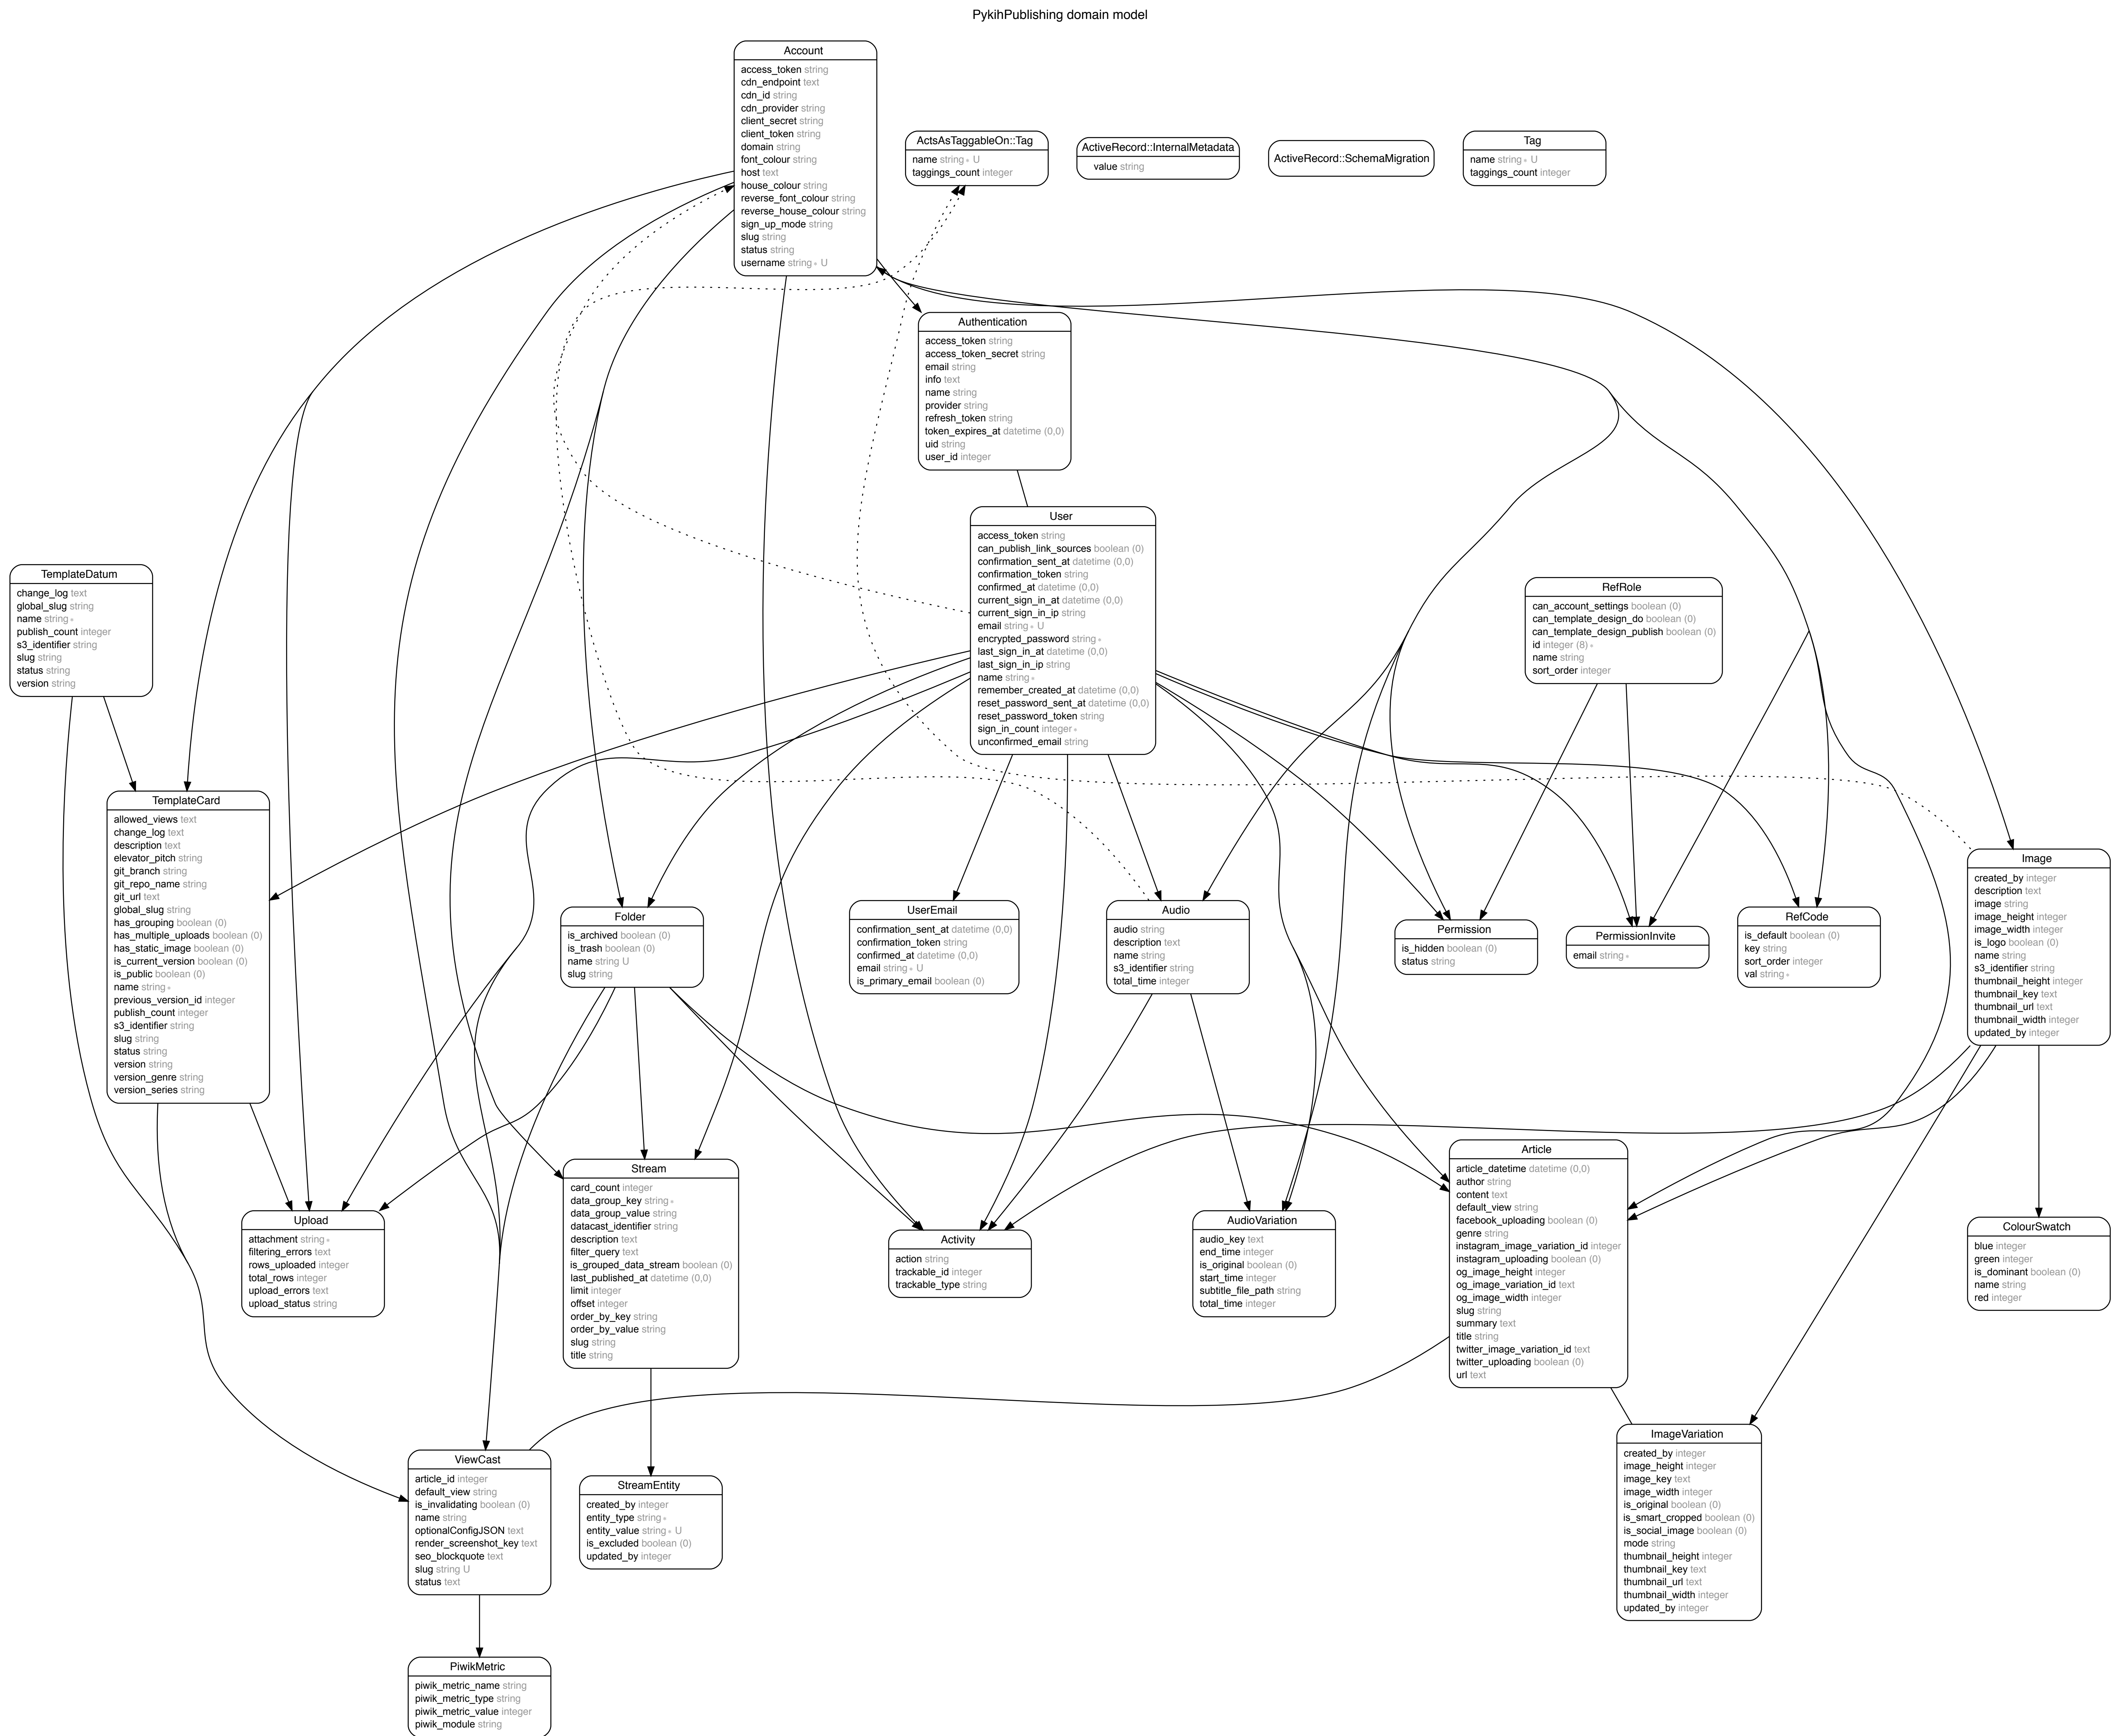 PykihPublishing domain model
Account
access_token string
cdn_endpoint text
cdn_id string
cdn_provider string
client_secret string
client_token string
domain string
font_colour string
host text
house_colour string
reverse_font_colour string
reverse_house_colour string
sign_up_mode string
slug string
status string
username string∗ U
ActsAsTaggableOn::Tag
name string∗ U
taggings_count integer
ActiveRecord::InternalMetadata
value string
ActiveRecord::SchemaMigration
Tag
name string∗ U
taggings_count integer
Authentication
access_token string
access_token_secret string
email string
info text
name string
provider string
refresh_token string
token_expires_at datetime (0,0)
uid string
user_id integer
User
access_token string
can_publish_link_sources boolean (0)
confirmation_sent_at datetime (0,0)
confirmation_token string
confirmed_at datetime (0,0)
current_sign_in_at datetime (0,0)
current_sign_in_ip string
email string∗ U
encrypted_password string∗
last_sign_in_at datetime (0,0)
last_sign_in_ip string
name string∗
remember_created_at datetime (0,0)
reset_password_sent_at datetime (0,0)
reset_password_token string
sign_in_count integer∗
unconfirmed_email string
TemplateDatum
change_log text
global_slug string
name string∗
publish_count integer
s3_identifier string
slug string
status string
version string
RefRole
can_account_settings boolean (0)
can_template_design_do boolean (0)
can_template_design_publish boolean (0)
id integer (8)∗
name string
sort_order integer
TemplateCard
allowed_views text
change_log text
description text
elevator_pitch string
git_branch string
git_repo_name string
git_url text
global_slug string
has_grouping boolean (0)
has_multiple_uploads boolean (0)
has_static_image boolean (0)
is_current_version boolean (0)
is_public boolean (0)
name string∗
previous_version_id integer
publish_count integer
s3_identifier string
slug string
status string
version string
version_genre string
version_series string
Folder
is_archived boolean (0)
is_trash boolean (0)
name string U
slug string
UserEmail
confirmation_sent_at datetime (0,0)
confirmation_token string
confirmed_at datetime (0,0)
email string∗ U
is_primary_email boolean (0)
Audio
audio string
description text
name string
s3_identifier string
total_time integer
Permission
is_hidden boolean (0)
status string
PermissionInvite
email string∗
RefCode
is_default boolean (0)
key string
sort_order integer
val string∗
Image
created_by integer
description text
image string
image_height integer
image_width integer
is_logo boolean (0)
name string
s3_identifier string
thumbnail_height integer
thumbnail_key text
thumbnail_url text
thumbnail_width integer
updated_by integer
Upload
attachment string∗
filtering_errors text
rows_uploaded integer
total_rows integer
upload_errors text
upload_status string
Stream
card_count integer
data_group_key string∗
data_group_value string
datacast_identifier string
description text
filter_query text
is_grouped_data_stream boolean (0)
last_published_at datetime (0,0)
limit integer
offset integer
order_by_key string
order_by_value string
slug string
title string
Activity
action string
trackable_id integer
trackable_type string
AudioVariation
audio_key text
end_time integer
is_original boolean (0)
start_time integer
subtitle_file_path string
total_time integer
Article
article_datetime datetime (0,0)
author string
content text
default_view string
facebook_uploading boolean (0)
genre string
instagram_image_variation_id integer
instagram_uploading boolean (0)
og_image_height integer
og_image_variation_id text
og_image_width integer
slug string
summary text
title string
twitter_image_variation_id text
twitter_uploading boolean (0)
url text
ColourSwatch
blue integer
green integer
is_dominant boolean (0)
name string
red integer
ViewCast
article_id integer
default_view string
is_invalidating boolean (0)
name string
optionalConfigJSON text
render_screenshot_key text
seo_blockquote text
slug string U
status text
StreamEntity
created_by integer
entity_type string∗
entity_value string∗ U
is_excluded boolean (0)
updated_by integer
ImageVariation
created_by integer
image_height integer
image_key text
image_width integer
is_original boolean (0)
is_smart_cropped boolean (0)
is_social_image boolean (0)
mode string
thumbnail_height integer
thumbnail_key text
thumbnail_url text
thumbnail_width integer
updated_by integer
PiwikMetric
piwik_metric_name string
piwik_metric_type string
piwik_metric_value integer
piwik_module string